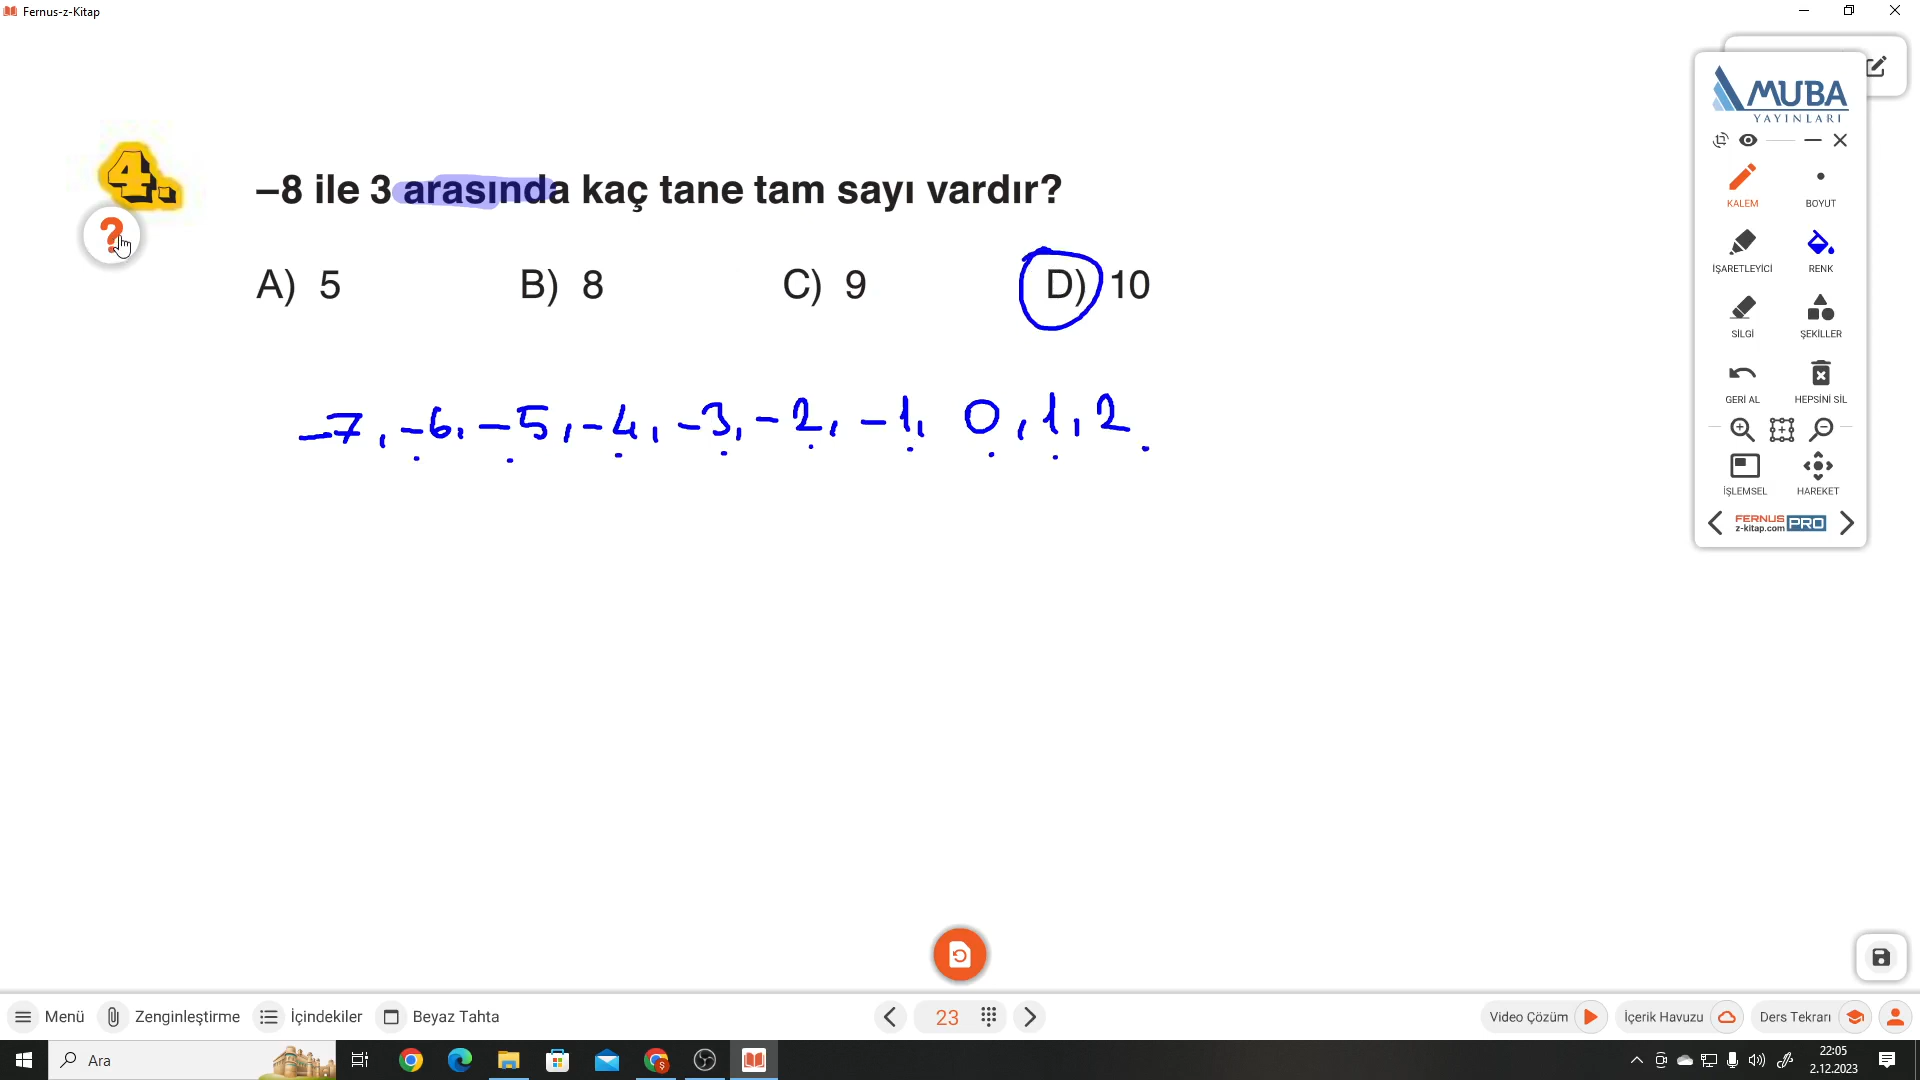 Fernus-z-Kitap
MUBA
YAYINLARI
4.
–8 ile 3 arasında kaç tane tam sayı vardır?
?
A) 5 B) 8 C) 9 D) 10
-7, -6, -5, -4, -3, -2, -1, 0, 1, 2
KALEM BOYUT
İŞARETLEYİCİ RENK
SİLGİ ŞEKİLLER
GERİ AL HEPSİNİ SİL
İŞLEMSEL HAREKET
FERNUS
z-kitap.com PRO
Menü Zenginleştirme İçindekiler Beyaz Tahta 23 Video Çözüm İçerik Havuzu Ders Tekrarı
Ara 22:05
2.12.2023